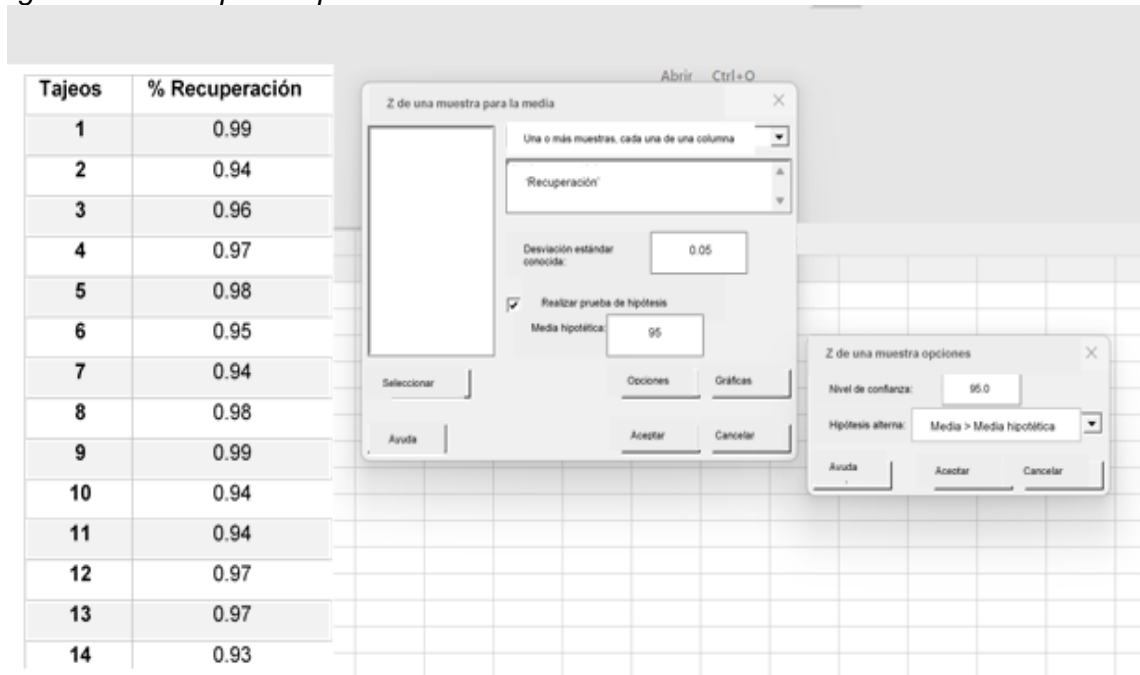 Abrir Ctrl+O
Tajeos % Recuperación
1 0.99
2 0.94
3 0.96
4 0.97
5 0.98
6 0.95
7 0.94
8 0.98
9 0.99
10 0.94
11 0.94
12 0.97
13 0.97
14 0.93
Z de una muestra para la media
Una o más muestras, cada una de una columna
'Recuperación'
Desviación estándar
conocida:
0.05
Realizar prueba de hipótesis
Media hipotética: 95
Seleccionar Opciones Gráficas
Ayuda Aceptar Cancelar
Z de una muestra opciones
Nivel de confianza: 95.0
Hipótesis alterna: Media > Media hipotética
Ayuda Aceptar Cancelar